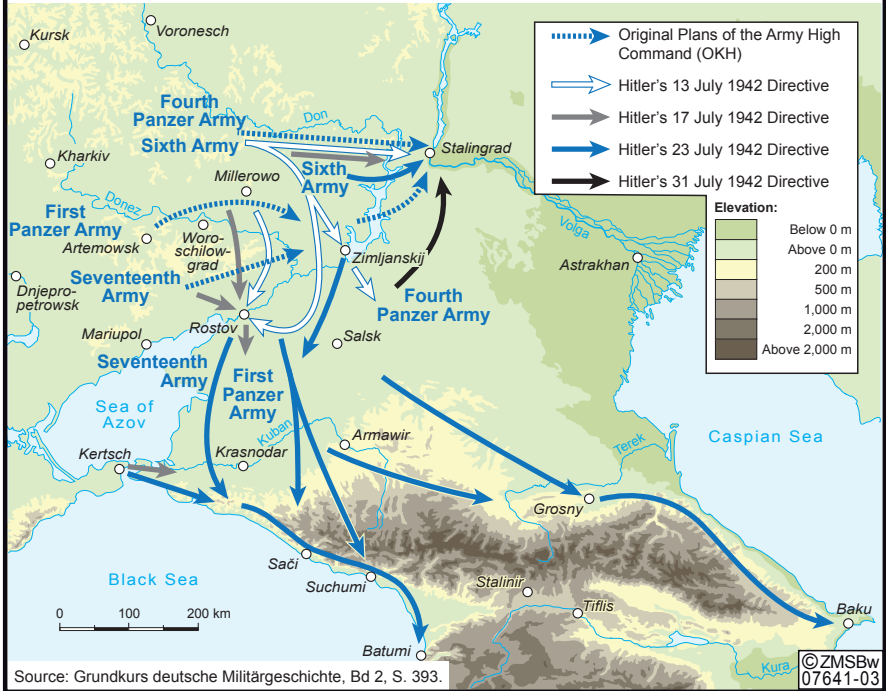 Kursk
Voronesch
Original Plans of the Army High
Command (OKH)
Hitler's 13 July 1942 Directive
Hitler's 17 July 1942 Directive
Hitler's 23 July 1942 Directive
Hitler's 31 July 1942 Directive
Elevation:
Below 0 m
Above 0 m
200 m
500 m
1,000 m
2,000 m
Above 2,000 m
Fourth
Panzer Army
Don
Sixth Army
Stalingrad
Kharkiv
Sixth
Army
Millerowo
Donez
First
Panzer Army
Artemowsk
Woro-
schilow-
grad
Volga
Zimljanskij
Astrakhan
Dnjepro-
petrowsk
Seventeenth
Army
Fourth
Panzer Army
Rostov
Mariupol
Salsk
Seventeenth
Army
First
Panzer
Army
Sea of
Azov
Kuban
Armawir
Terek
Caspian Sea
Kertsch
Krasnodar
Grosny
Sači
Black Sea
Suchumi
Stalinir
Tiflis
Baku
0 100 200 km
Batumi
Kura
Source: Grundkurs deutsche Militärgeschichte, Bd 2, S. 393.
©ZMSBw
07641-03